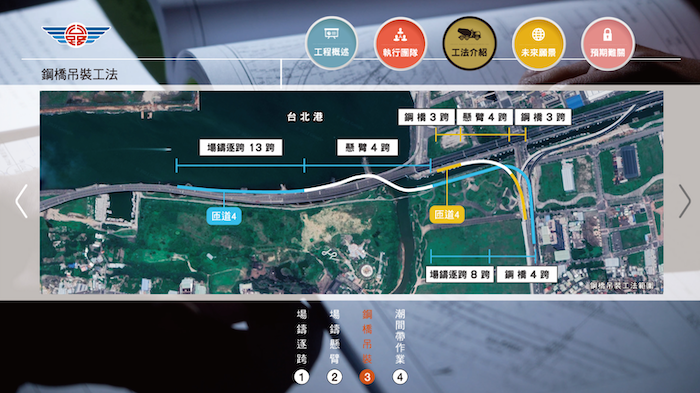 工程概述
執行團隊
工法介紹
未來願景
預期難關
鋼橋吊裝工法
台北港
鋼橋3跨
懸臂4跨
鋼橋3跨
場鑄逐跨13跨
懸臂4跨
匝道4
匝道4
場鑄逐跨8跨
鋼橋4跨
鋼橋吊裝工法範圍
場鑄逐跨
1
場鑄懸臂
2
鋼橋吊裝
3
潮間帶作業
4